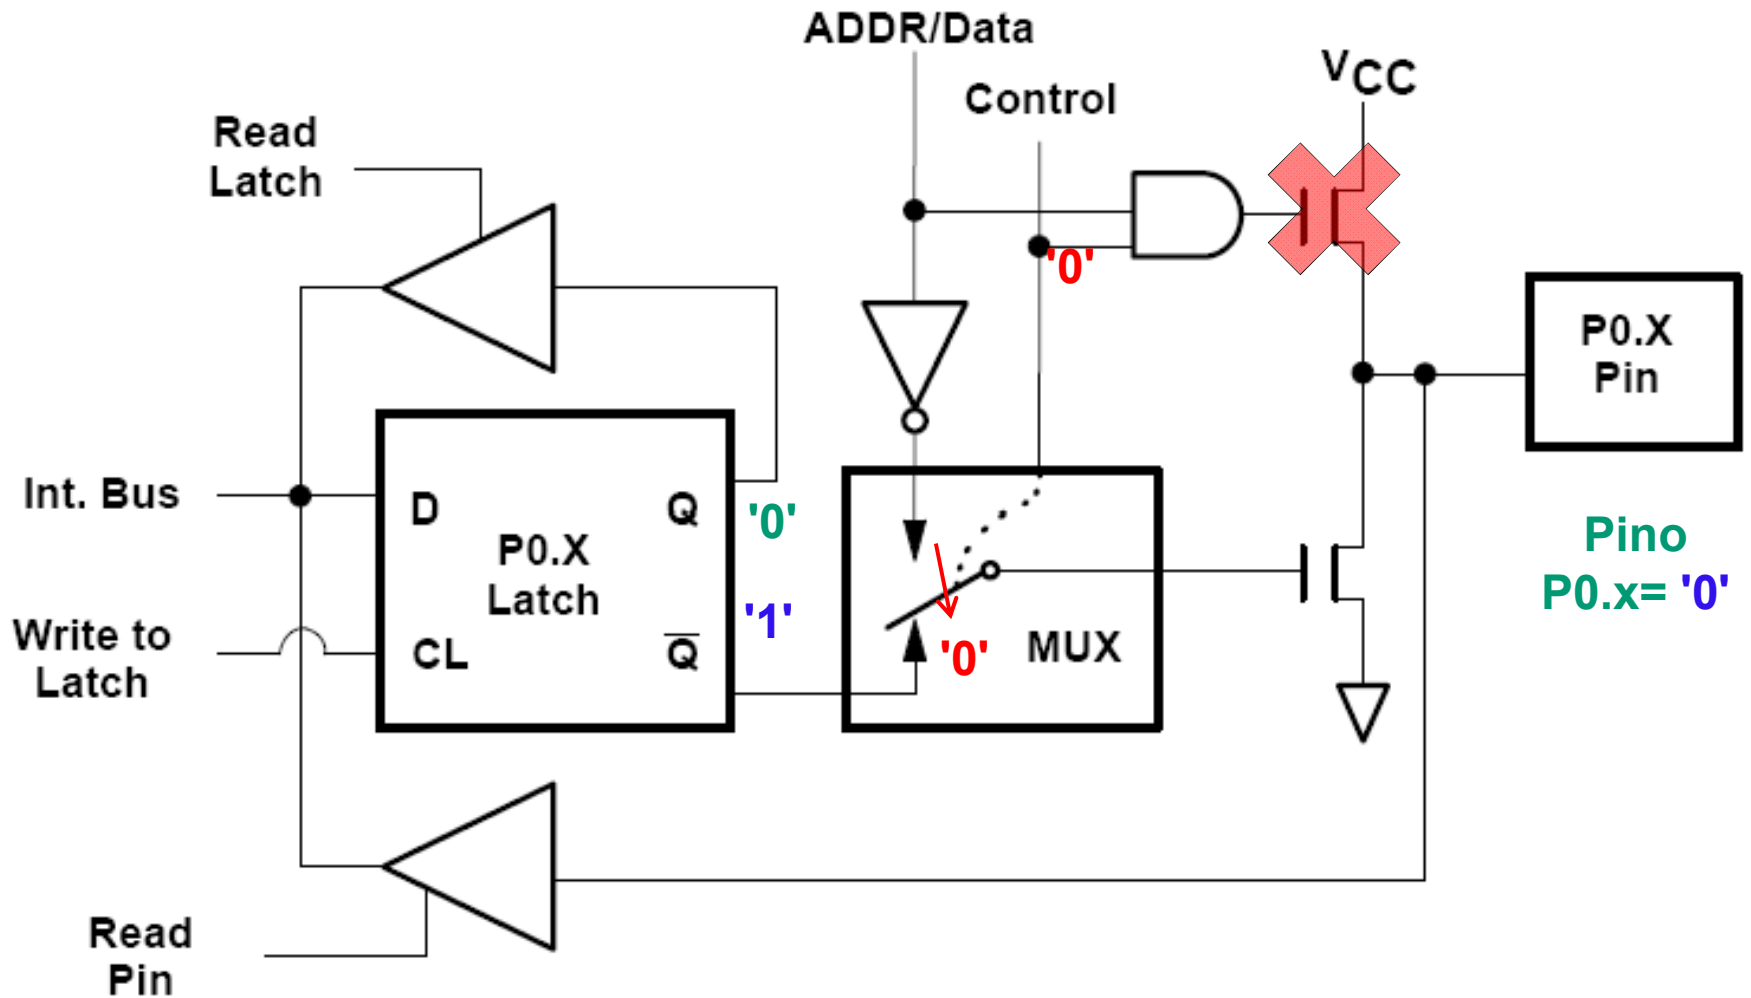 ADDR/Data
Control
VCC
Read
Latch
'0'
P0.X
Pin
Int. Bus
D
Q
'0'
P0.X
Latch
Pino
P0.x= '0'
'1'
Write to
Latch
CL
Q̅
'0'
MUX
Read
Pin